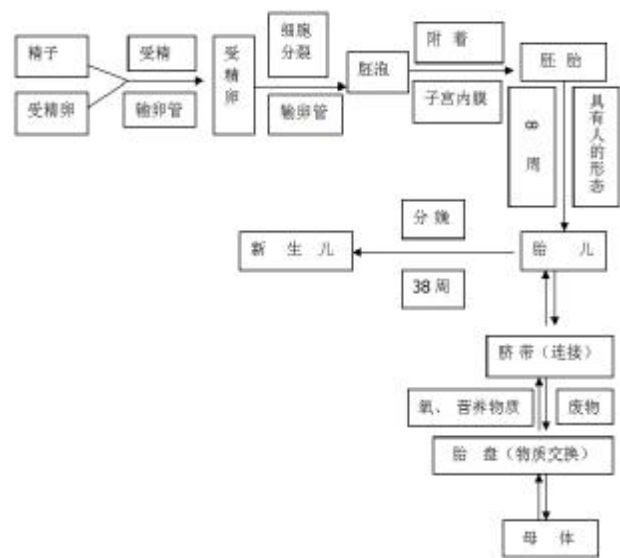 精子
受精
受精卵
输卵管
受精卵
细胞
分裂
输卵管
胚泡
附着
子宫内膜
胚胎
8周
具有人的形态
分娩
新 生 儿
38周
胎 儿
脐带（连接）
氧、营养物质
废物
胎 盘（物质交换）
母 体